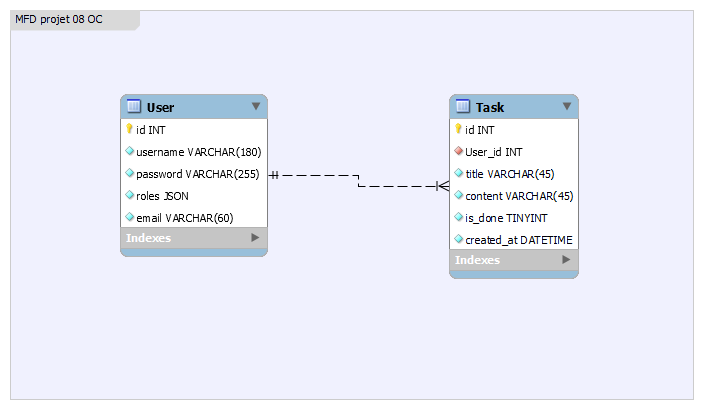 MFD projet 08 OC
User
id INT
username VARCHAR(180)
password VARCHAR(255)
roles JSON
email VARCHAR(60)
Indexes
Task
id INT
User_id INT
title VARCHAR(45)
content VARCHAR(45)
is_done TINYINT
created_at DATETIME
Indexes